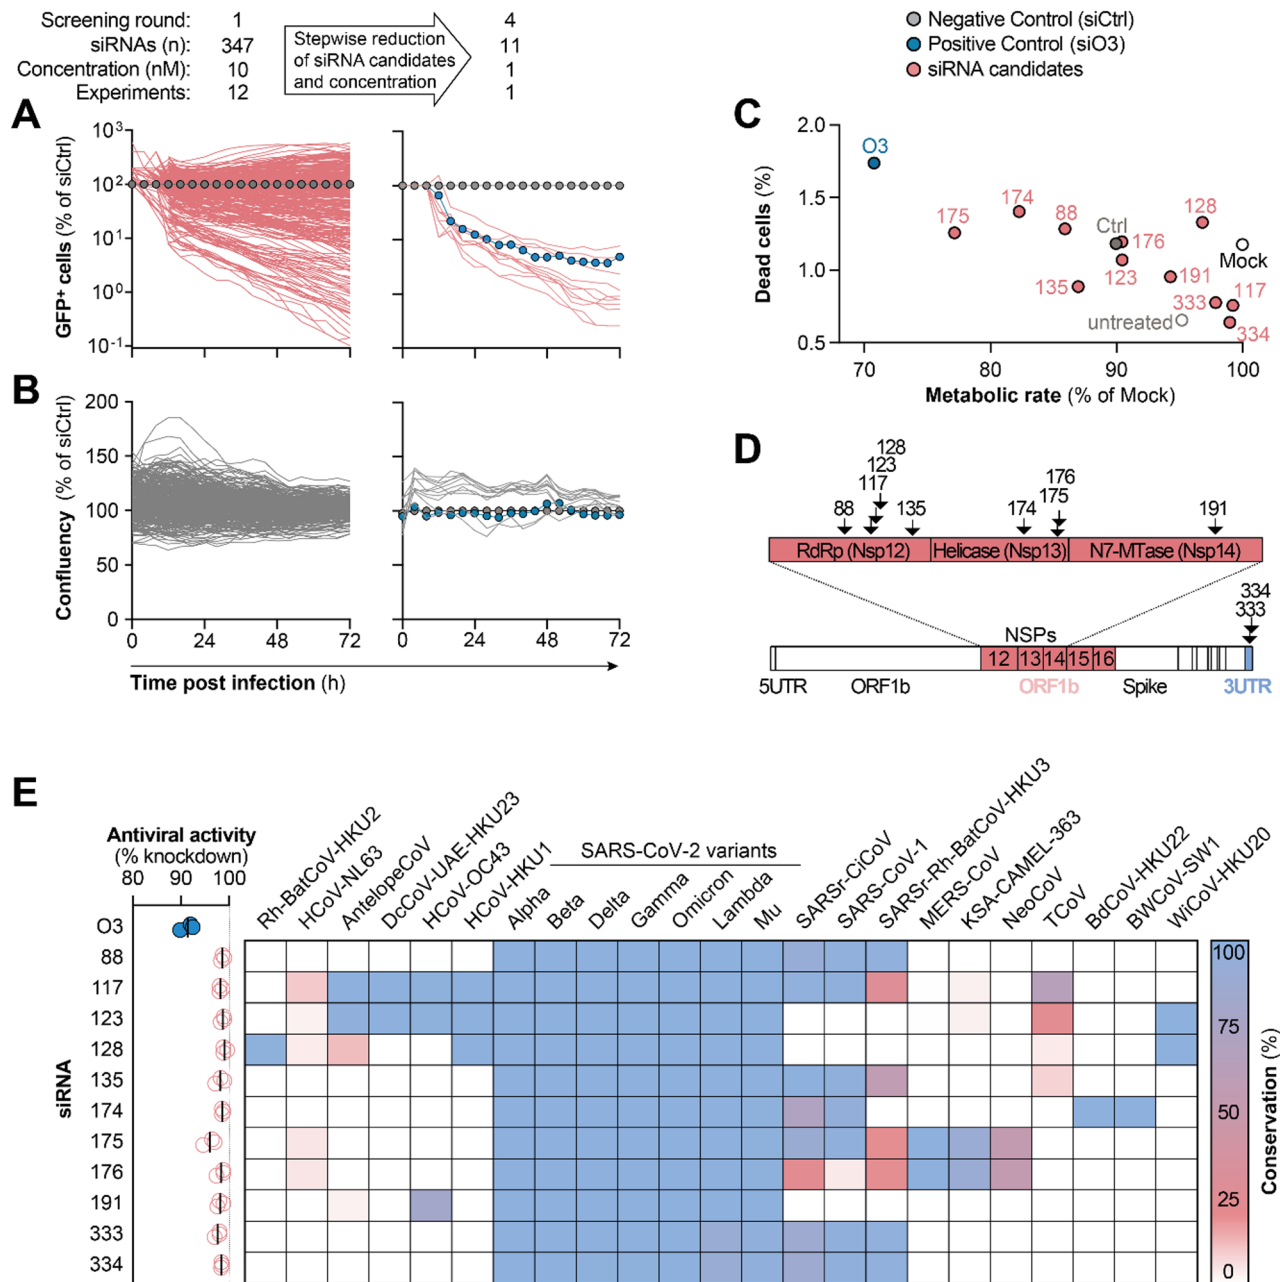 Screening round: 1 4
siRNAs (n): 347 11
Concentration (nM): 10 1
Experiments: 12 1
Stepwise reduction
of siRNA candidates
and concentration
Negative Control (siCtrl)
Positive Control (siO3)
siRNA candidates
A
GFP+ cells (% of siCtrl)
10³
10²
10¹
10⁰
10⁻¹
B
Confluency (% of siCtrl)
200
150
100
50
0
0 24 48 72
0 24 48 72
Time post infection (h)
C
Dead cells (%)
2.0
1.5
1.0
0.5
O3
174
175
88
128
Ctrl
176
Mock
123
191
135
333
117
untreated
334
70 80 90 100
Metabolic rate (% of Mock)
D
128
123
117
176
175
88
135
174
191
RdRp (Nsp12) Helicase (Nsp13) N7-MTase (Nsp14)
334
333
NSPs
12 13 14 15 16
5UTR ORF1b ORF1b Spike 3UTR
E
Antiviral activity
(% knockdown)
80 90 100
SARS-CoV-2 variants
Rh-BatCoV-HKU2
HCoV-NL63
AntelopeCoV
DcCoV-UAE-HKU23
HCoV-OC43
HCoV-HKU1
Alpha
Beta
Delta
Gamma
Omicron
Lambda
Mu
SARSr-CiCoV
SARS-CoV-1
SARSr-Rh-BatCoV-HKU3
MERS-CoV
KSA-CAMEL-363
NeoCoV
TCoV
BdCoV-HKU22
BWCoV-SW1
WiCoV-HKU20
siRNA
O3
88
117
123
128
135
174
175
176
191
333
334
100
75
50
25
0
Conservation (%)